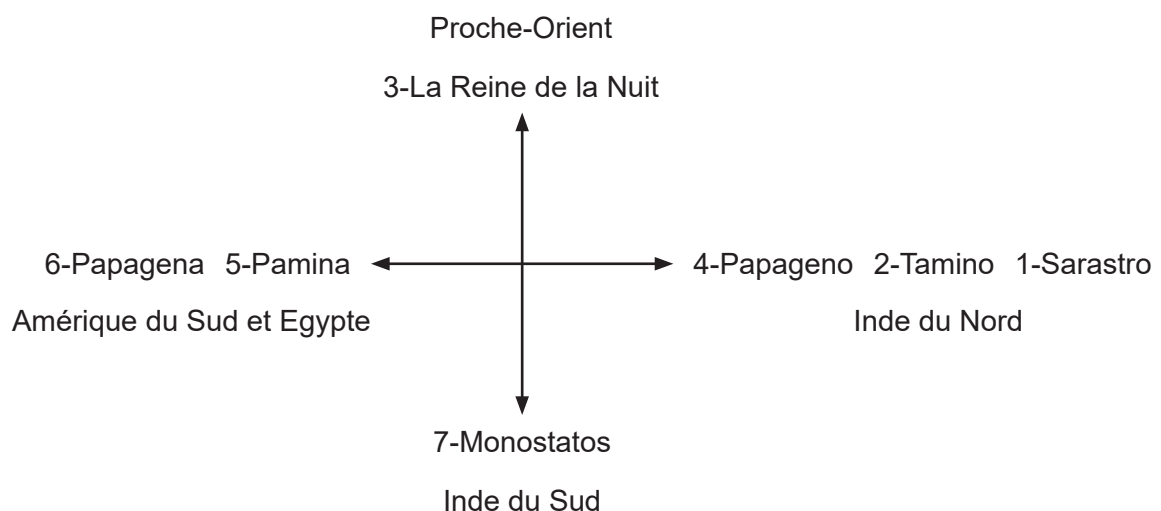 Proche-Orient
3-La Reine de la Nuit
6-Papagena 5-Pamina 4-Papageno 2-Tamino 1-Sarastro
Amérique du Sud et Egypte Inde du Nord
7-Monostatos
Inde du Sud